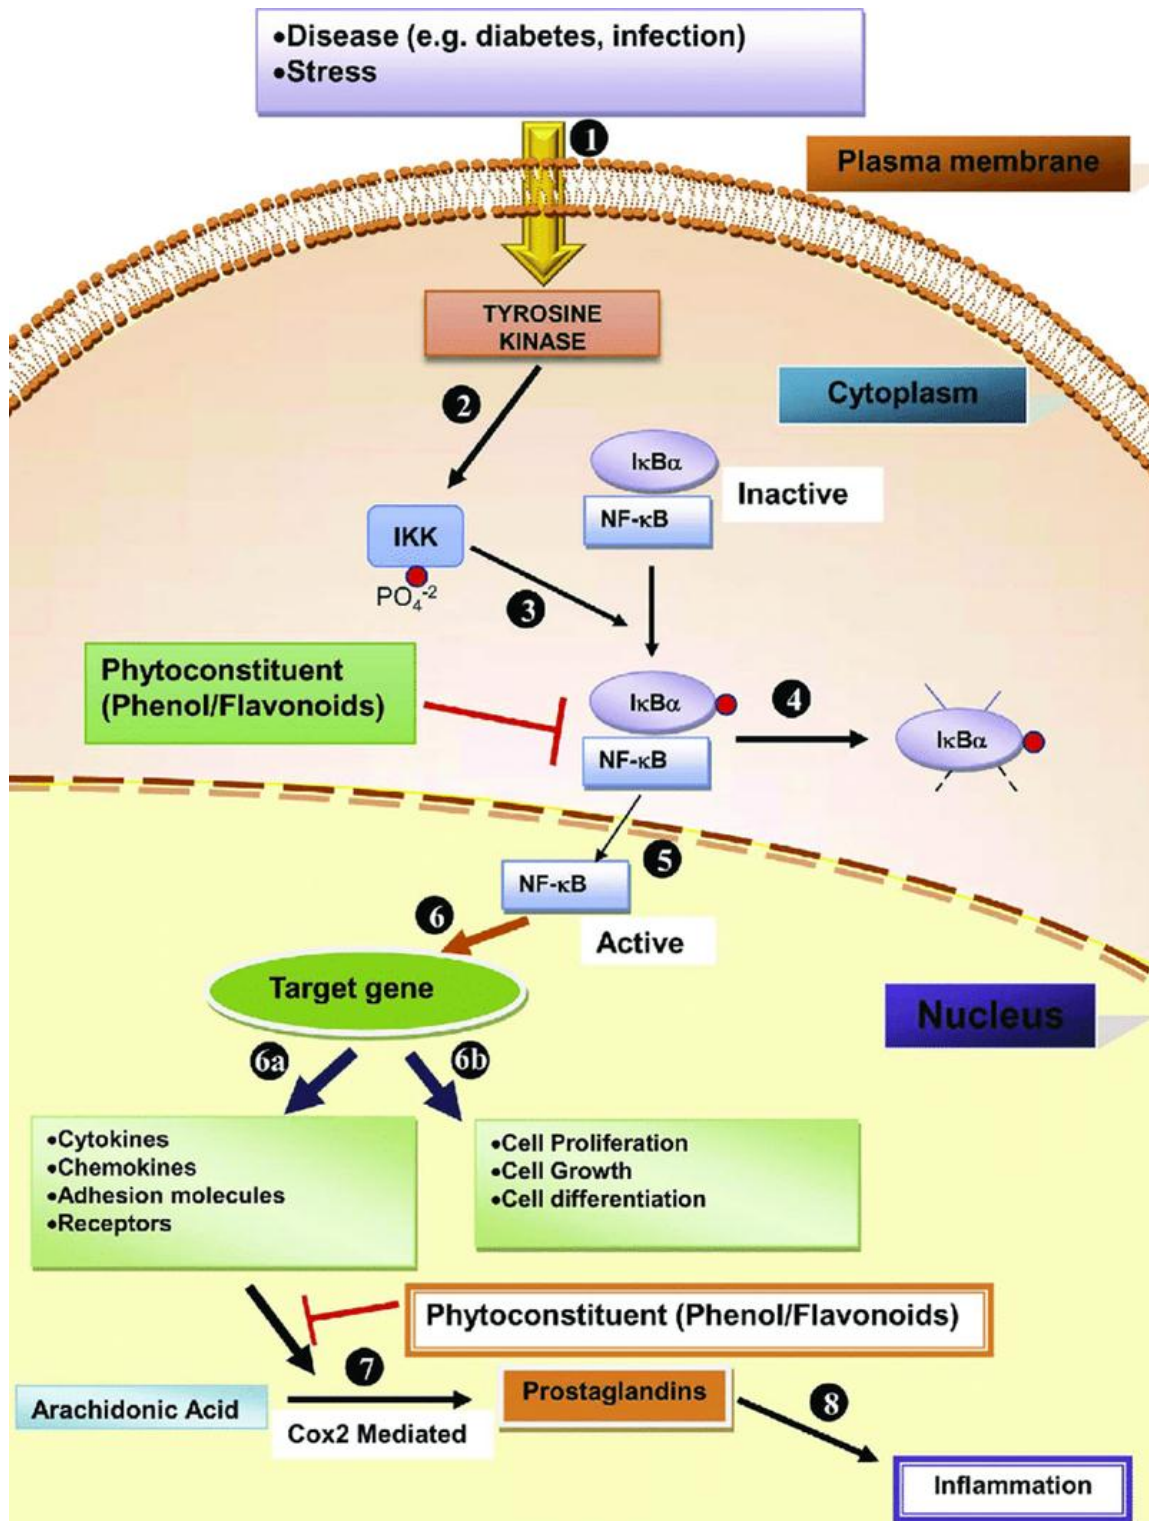 •Disease (e.g. diabetes, infection)
•Stress
1
Plasma membrane
TYROSINE
KINASE
Cytoplasm
2
IκBα
NF-κB
Inactive
IKK
PO₄⁻²
3
Phytoconstituent
(Phenol/Flavonoids)
IκBα
NF-κB
4
IκBα
5
NF-κB
Active
6
Target gene
Nucleus
6a
6b
•Cytokines
•Chemokines
•Adhesion molecules
•Receptors
•Cell Proliferation
•Cell Growth
•Cell differentiation
Phytoconstituent (Phenol/Flavonoids)
7
Arachidonic Acid
Cox2 Mediated
Prostaglandins
8
Inflammation